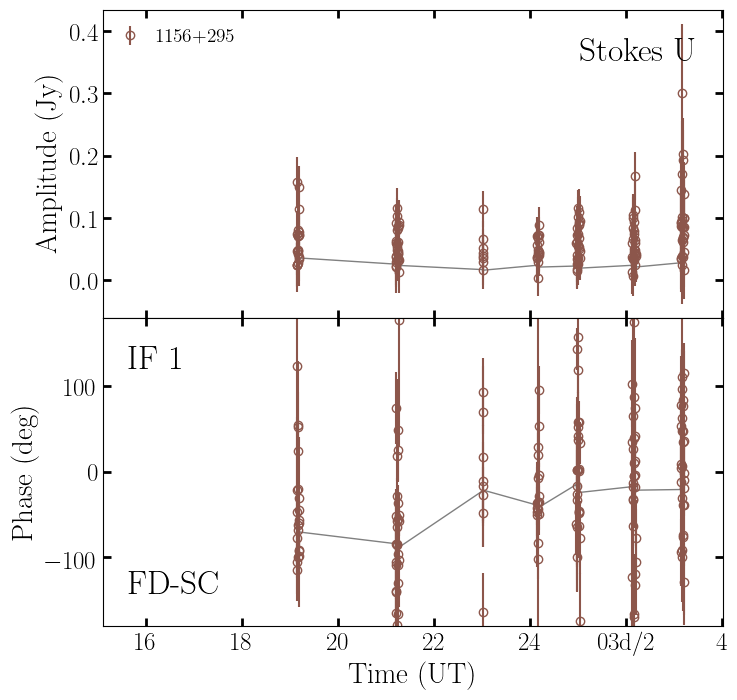 1156+295
Stokes U
Amplitude (Jy)
0.4
0.3
0.2
0.1
0.0
IF 1
FD-SC
Phase (deg)
100
0
−100
16 18 20 22 24 03d/2 4
Time (UT)